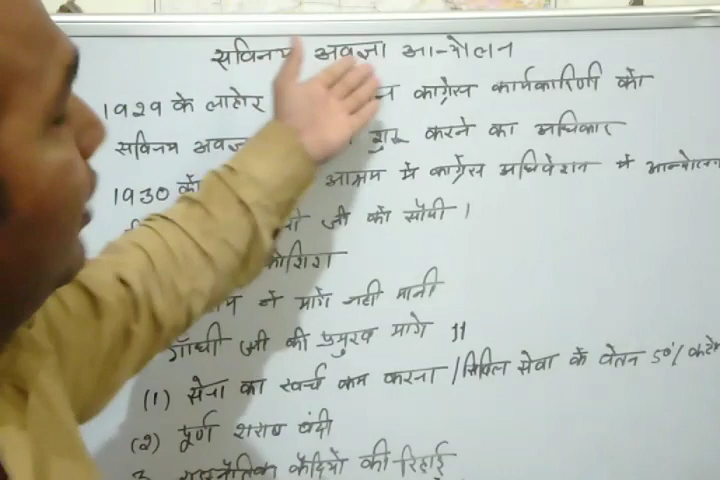 सविनय अवज्ञा आन्दोलन
1929 के लाहोर न कांग्रेस कार्यकारिणी को
सविनय अवज्ञ शुरू करने का अधिकार
1930 को आश्रम में कांग्रेस अधिवेशन में आन्दोलन
जी को सौंपी ।
कोशिश
ने मांगें नहीं मानी
गाँधी जी की प्रमुख मांगे 11
(1) सेना का खर्च कम करना / सिविल सेवा के वेतन 50% कटौ
(2) पूर्ण शराब बंदी
3 राजनैतिक कैदियों की रिहाई